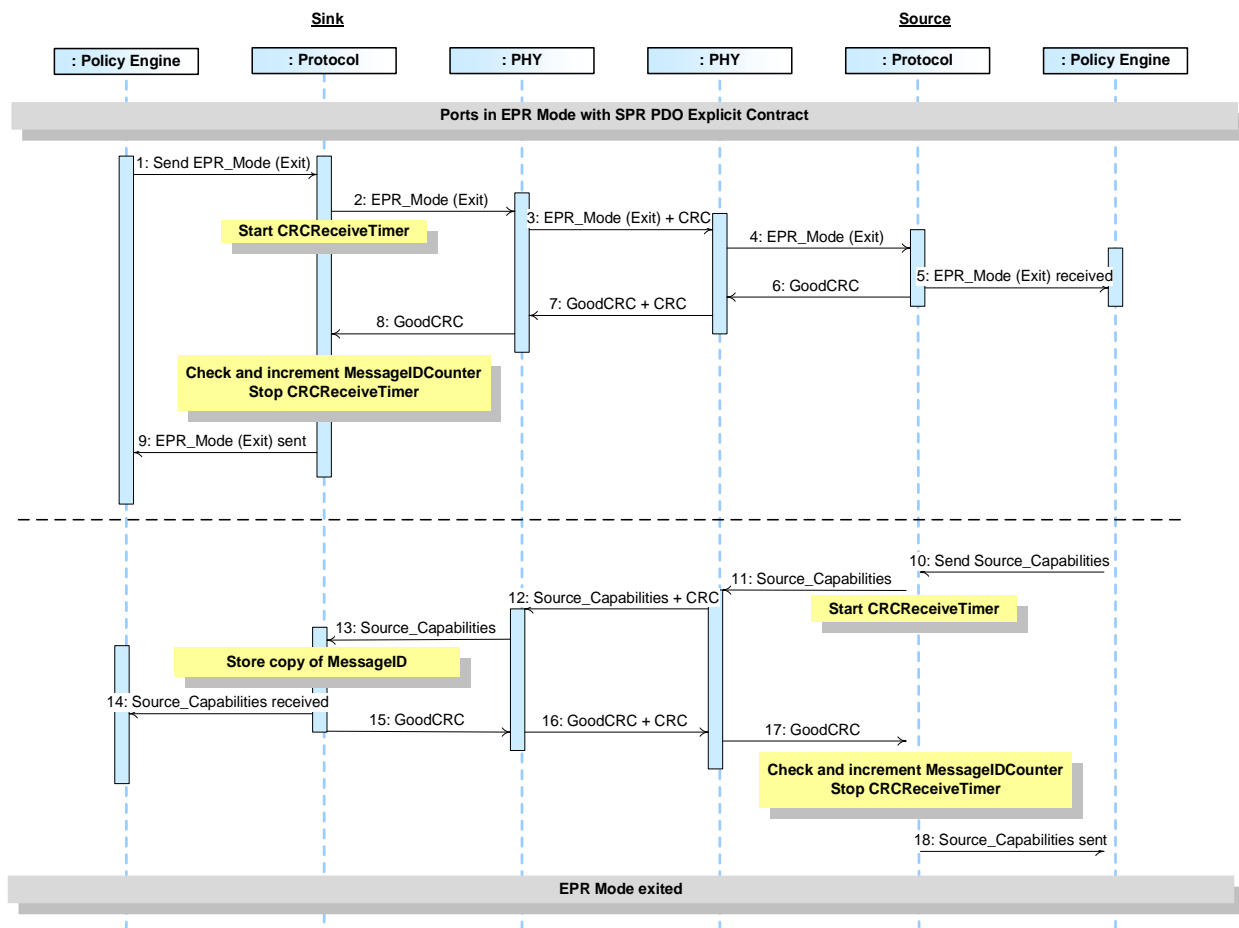 Sink
Source
: Policy Engine
: Protocol
: PHY
: PHY
: Protocol
: Policy Engine
Ports in EPR Mode with SPR PDO Explicit Contract
1: Send EPR_Mode (Exit)
2: EPR_Mode (Exit)
Start CRCReceiveTimer
3: EPR_Mode (Exit) + CRC
4: EPR_Mode (Exit)
5: EPR_Mode (Exit) received
6: GoodCRC
7: GoodCRC + CRC
8: GoodCRC
Check and increment MessageIDCounter
Stop CRCReceiveTimer
9: EPR_Mode (Exit) sent
10: Send Source_Capabilities
11: Source_Capabilities
Start CRCReceiveTimer
12: Source_Capabilities + CRC
13: Source_Capabilities
Store copy of MessageID
14: Source_Capabilities received
15: GoodCRC
16: GoodCRC + CRC
17: GoodCRC
Check and increment MessageIDCounter
Stop CRCReceiveTimer
18: Source_Capabilities sent
EPR Mode exited